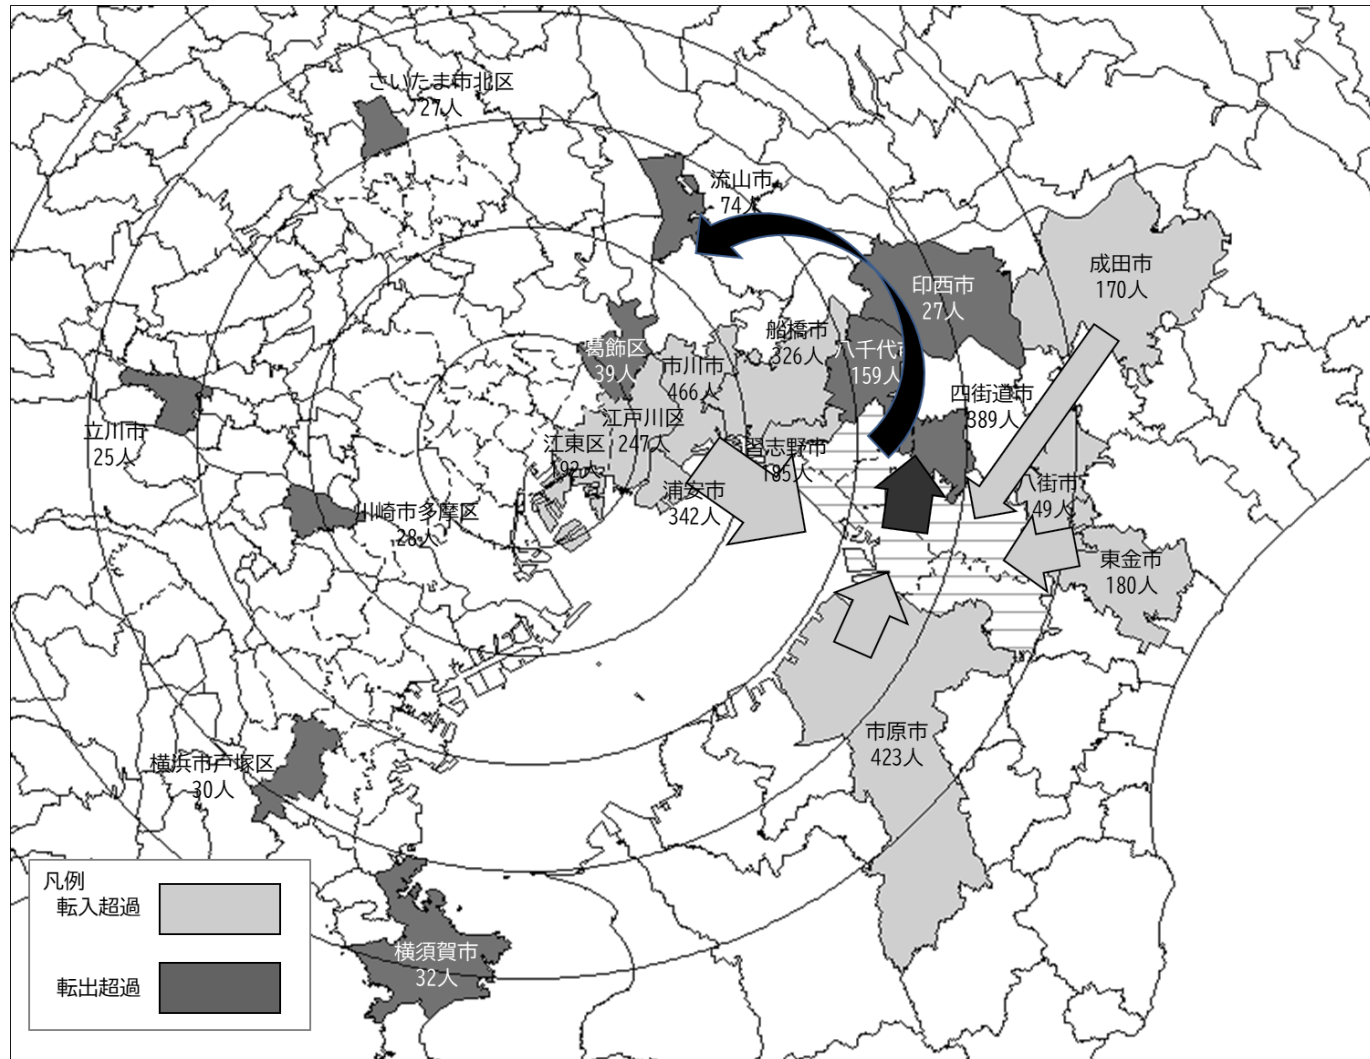 さいたま市北区
27人
流山市
74人
成田市
170人
印西市
27人
船橋市
326人
八千代市
159人
葛飾区
39人
市川市
466人
四街道市
389人
江戸川区
247人
江東区
192人
習志野市
185人
立川市
25人
浦安市
342人
八街市
149人
川崎市多摩区
28人
東金市
180人
市原市
423人
横浜市戸塚区
30人
横須賀市
32人
凡例
転入超過
転出超過